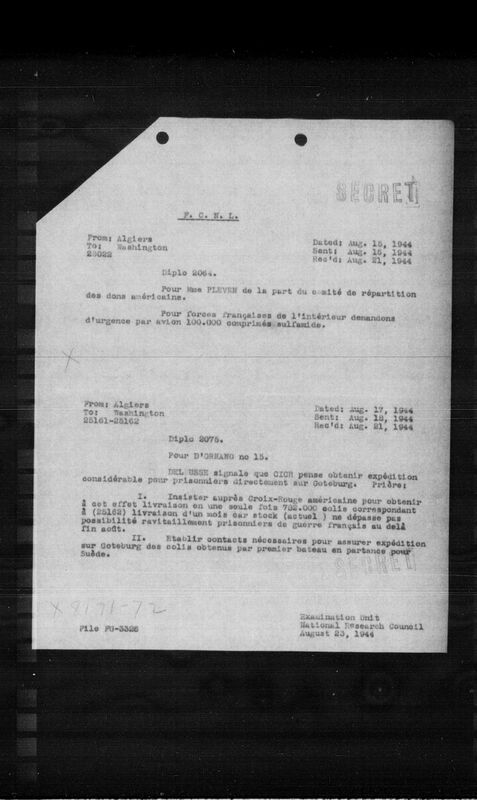 SECRET
F. C. N. L.
From: Algiers
To: Washington
25022
Dated: Aug. 15, 1944
Sent: Aug. 15, 1944
Rec'd: Aug. 21, 1944
Diplo 2064.
Pour Mme PLEVEN de la part du comité de répartition
des dons américains.
Pour forces françaises de l'intérieur demandons
d'urgence par avion 100.000 comprimés sulfamide.
X
From: Algiers
To: Washington
25161-25162
Dated: Aug. 17, 1944
Sent: Aug. 18, 1944
Rec'd: Aug. 21, 1944
Diplo 2075.
Pour D'ORNANO no 15.
DELJUSSE signale que CICR pense obtenir expédition
considérable pour prisonniers directement sur Goteburg. Prière:
I. Insister auprès Croix-Rouge américaine pour obtenir
à cet effet livraison en une seule fois 732.000 colis correspondant
à (25162) livraison d'un mois car stock (actuel ) ne dépasse pas
possibilité ravitaillement prisonniers de guerre français au delà
fin août.
II. Etablir contacts nécessaires pour assurer expédition
sur Goteburg des colis obtenus par premier bateau en partance pour
Suède.
SECRET
X 8171-72
File FG-3328
Examination Unit
National Research Council
August 23, 1944